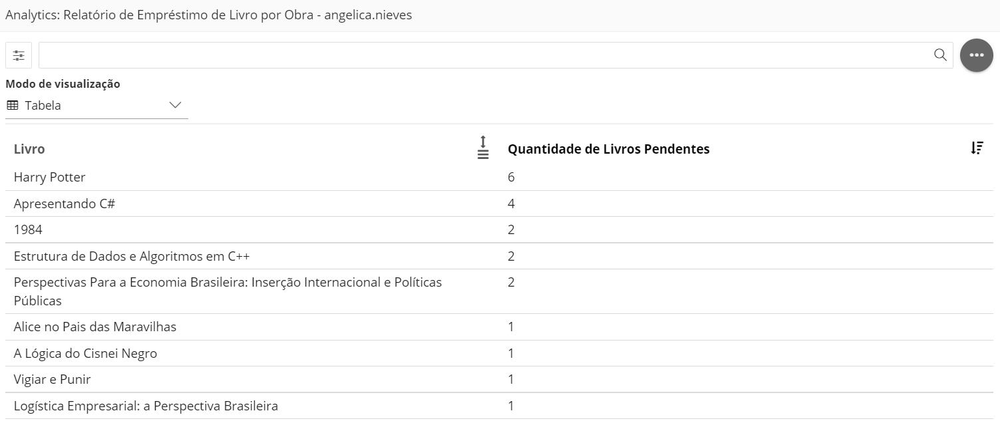 Analytics: Relatório de Empréstimo de Livro por Obra - angelica.nieves
Modo de visualização
Tabela
Livro
Quantidade de Livros Pendentes
Harry Potter 6
Apresentando C# 4
1984 2
Estrutura de Dados e Algoritmos em C++ 2
Perspectivas Para a Economia Brasileira: Inserção Internacional e Políticas 2
Públicas
Alice no Pais das Maravilhas 1
A Lógica do Cisnei Negro 1
Vigiar e Punir 1
Logística Empresarial: a Perspectiva Brasileira 1